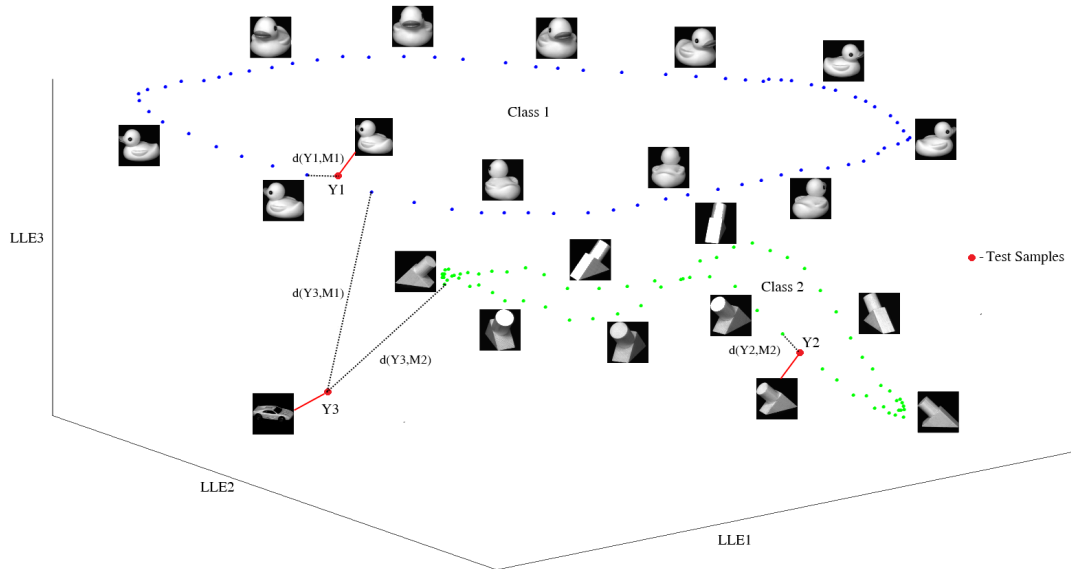 Class 1
d(Y1,M1)
Y1
LLE3
- Test Samples
d(Y3,M1)
Class 2
Y2
d(Y2,M2)
d(Y3,M2)
Y3
LLE2
LLE1